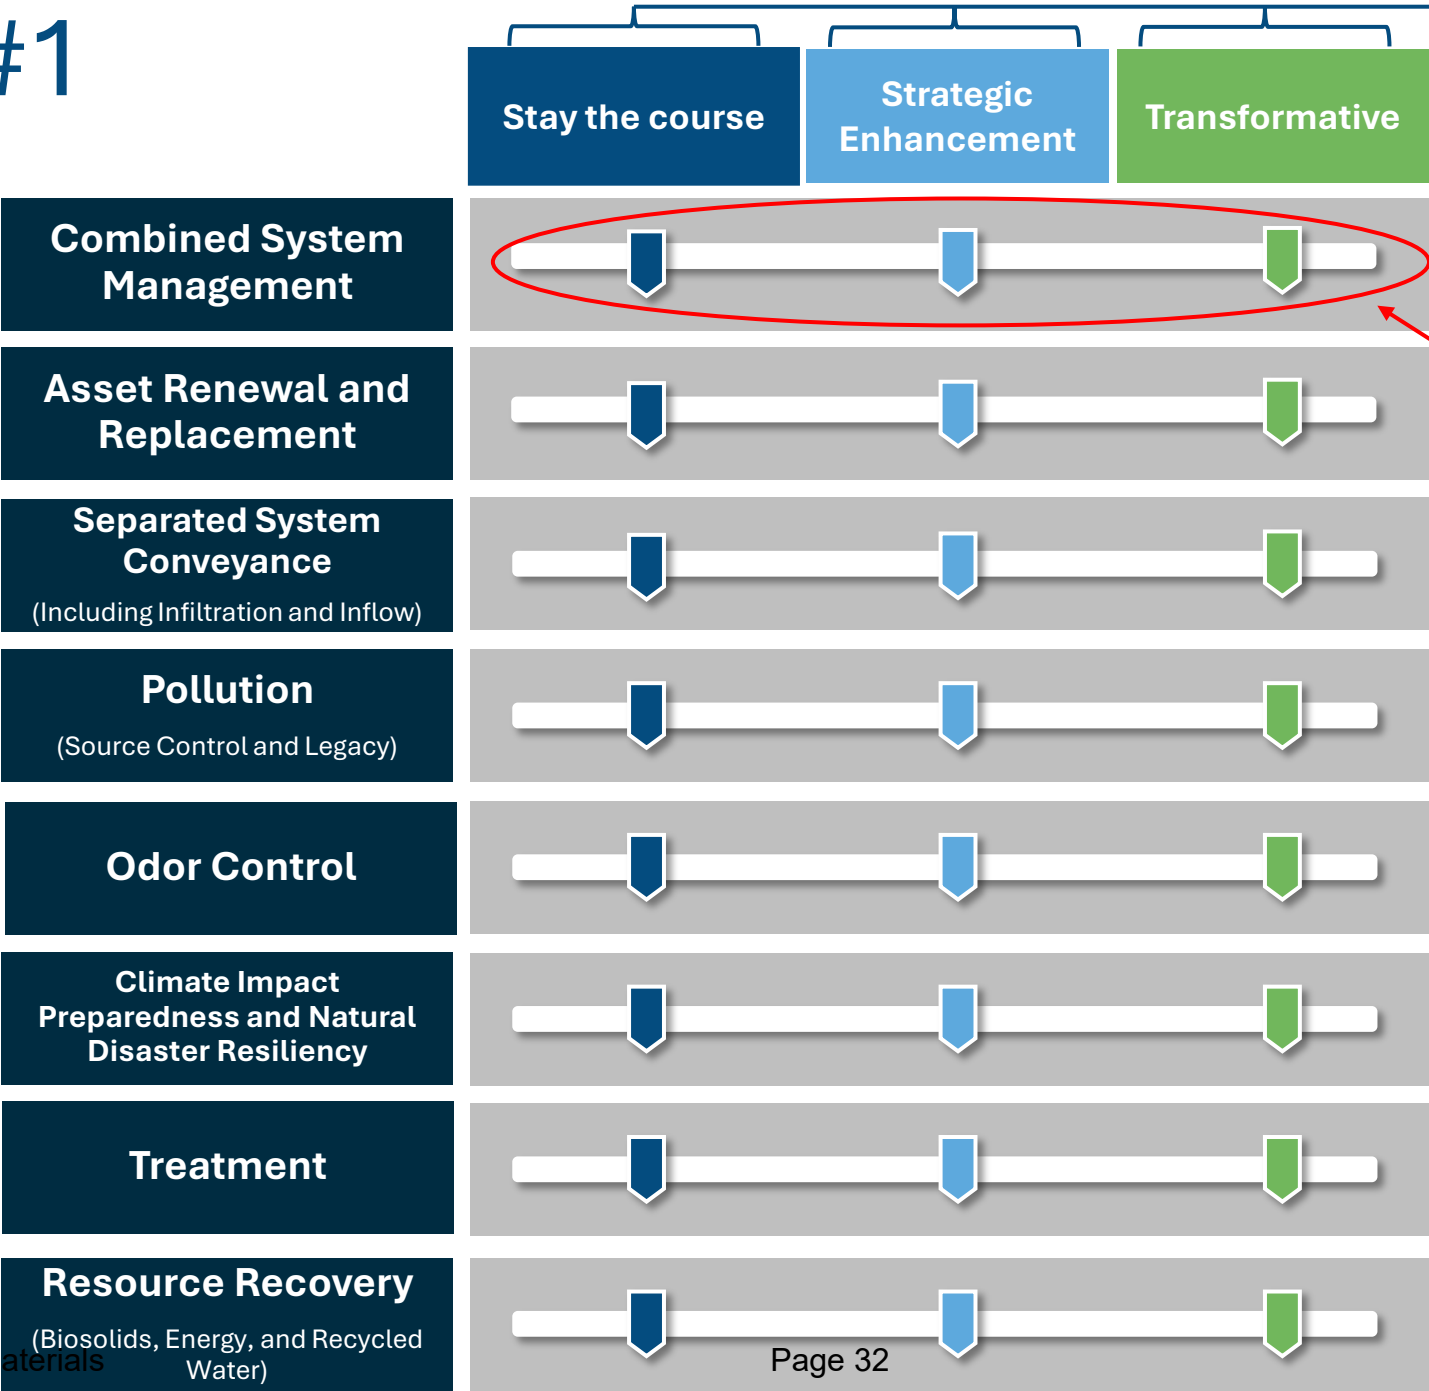 #1
Stay the course
Strategic
Enhancement
Transformative
Combined System
Management
Asset Renewal and
Replacement
Separated System
Conveyance
(Including Infiltration and Inflow)
Pollution
(Source Control and Legacy)
Odor Control
Climate Impact
Preparedness and Natural
Disaster Resiliency
Treatment
Resource Recovery
(Biosolids, Energy, and Recycled
Water)
aterials
Page 32